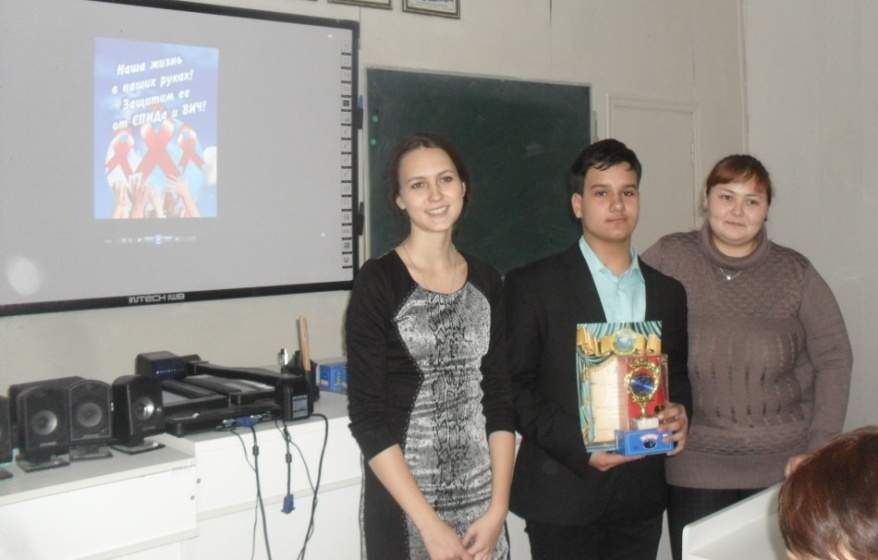 Наша жизнь
в наших руках!
Защитим ее
от СПИДа и ВИЧ!
INTECH IWB